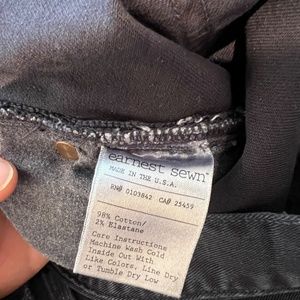 earnest sewn™
MADE IN THE U.S.A.
RN# 0103842 CA# 25459
98% Cotton/
2% Elastane
Care Instructions
Machine Wash Cold
Inside Out With
Like Colors, Line Dry
or Tumble Dry Low